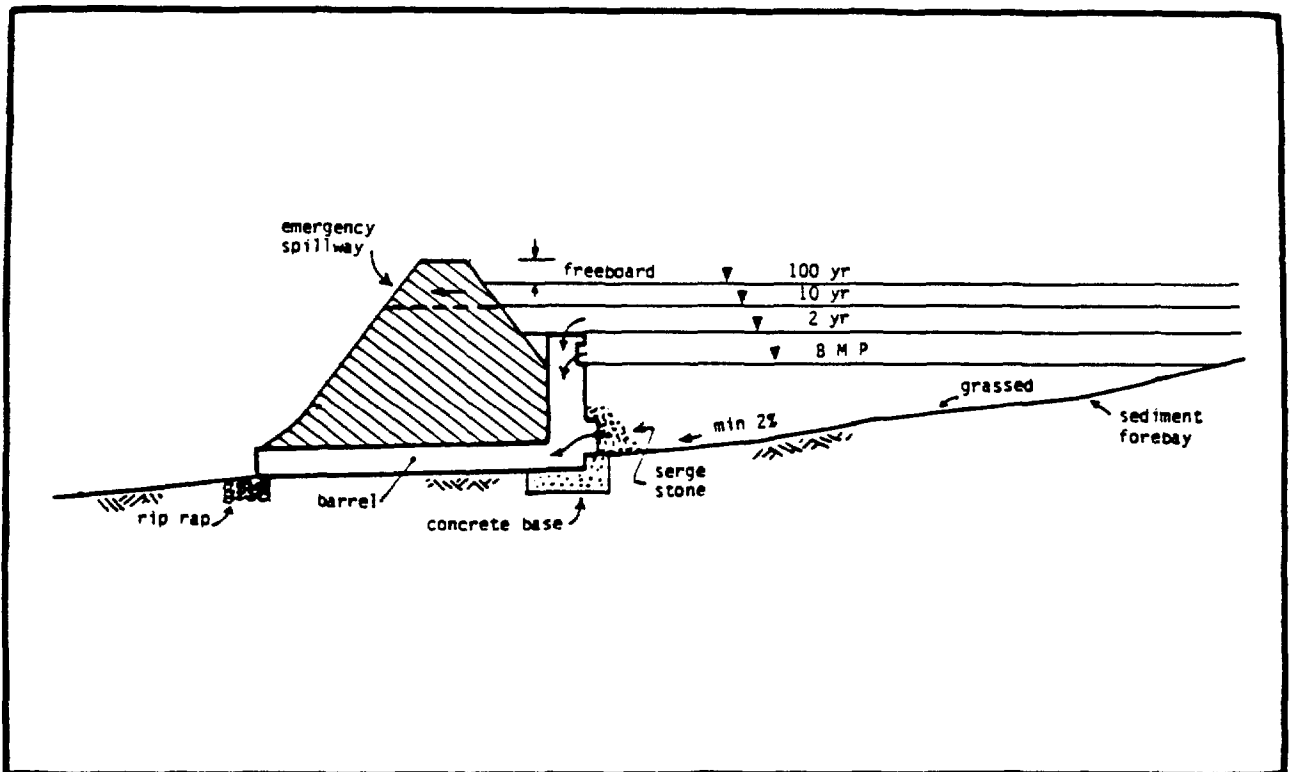 emergency
spillway
freeboard
100 yr
10 yr
2 yr
B M P
grassed
sediment
forebay
min 2%
serge
stone
barrel
rip rap
concrete base